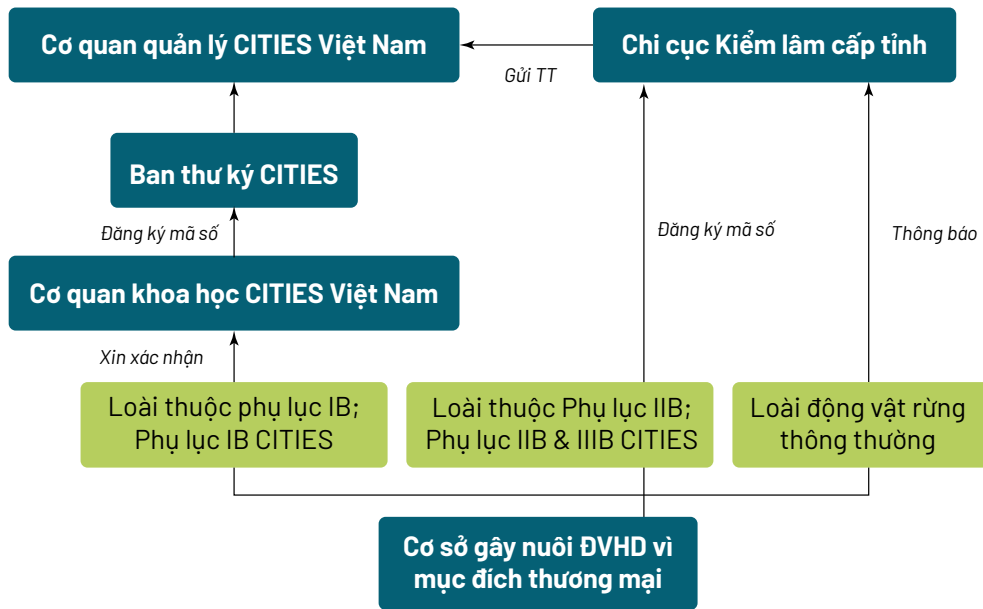 Cơ quan quản lý CITIES Việt Nam
Chi cục Kiểm lâm cấp tỉnh
Gửi TT
Ban thư ký CITIES
Đăng ký mã số
Đăng ký mã số
Thông báo
Cơ quan khoa học CITIES Việt Nam
Xin xác nhận
Loài thuộc phụ lục IB;
Phụ lục IB CITIES
Loài thuộc Phụ lục IIB;
Phụ lục IIB & IIIB CITIES
Loài động vật rừng
thông thường
Cơ sở gây nuôi ĐVHD vì
mục đích thương mại